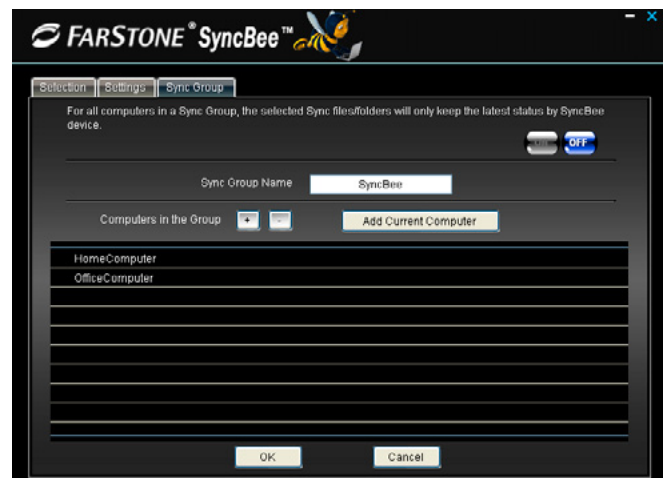 FARSTONE® SyncBee™
Selection Settings Sync Group
For all computers in a Sync Group, the selected Sync files/folders will only keep the latest status by SyncBee
device.
ON OFF
Sync Group Name SyncBee
Computers in the Group + - Add Current Computer
HomeComputer
OfficeComputer
OK Cancel